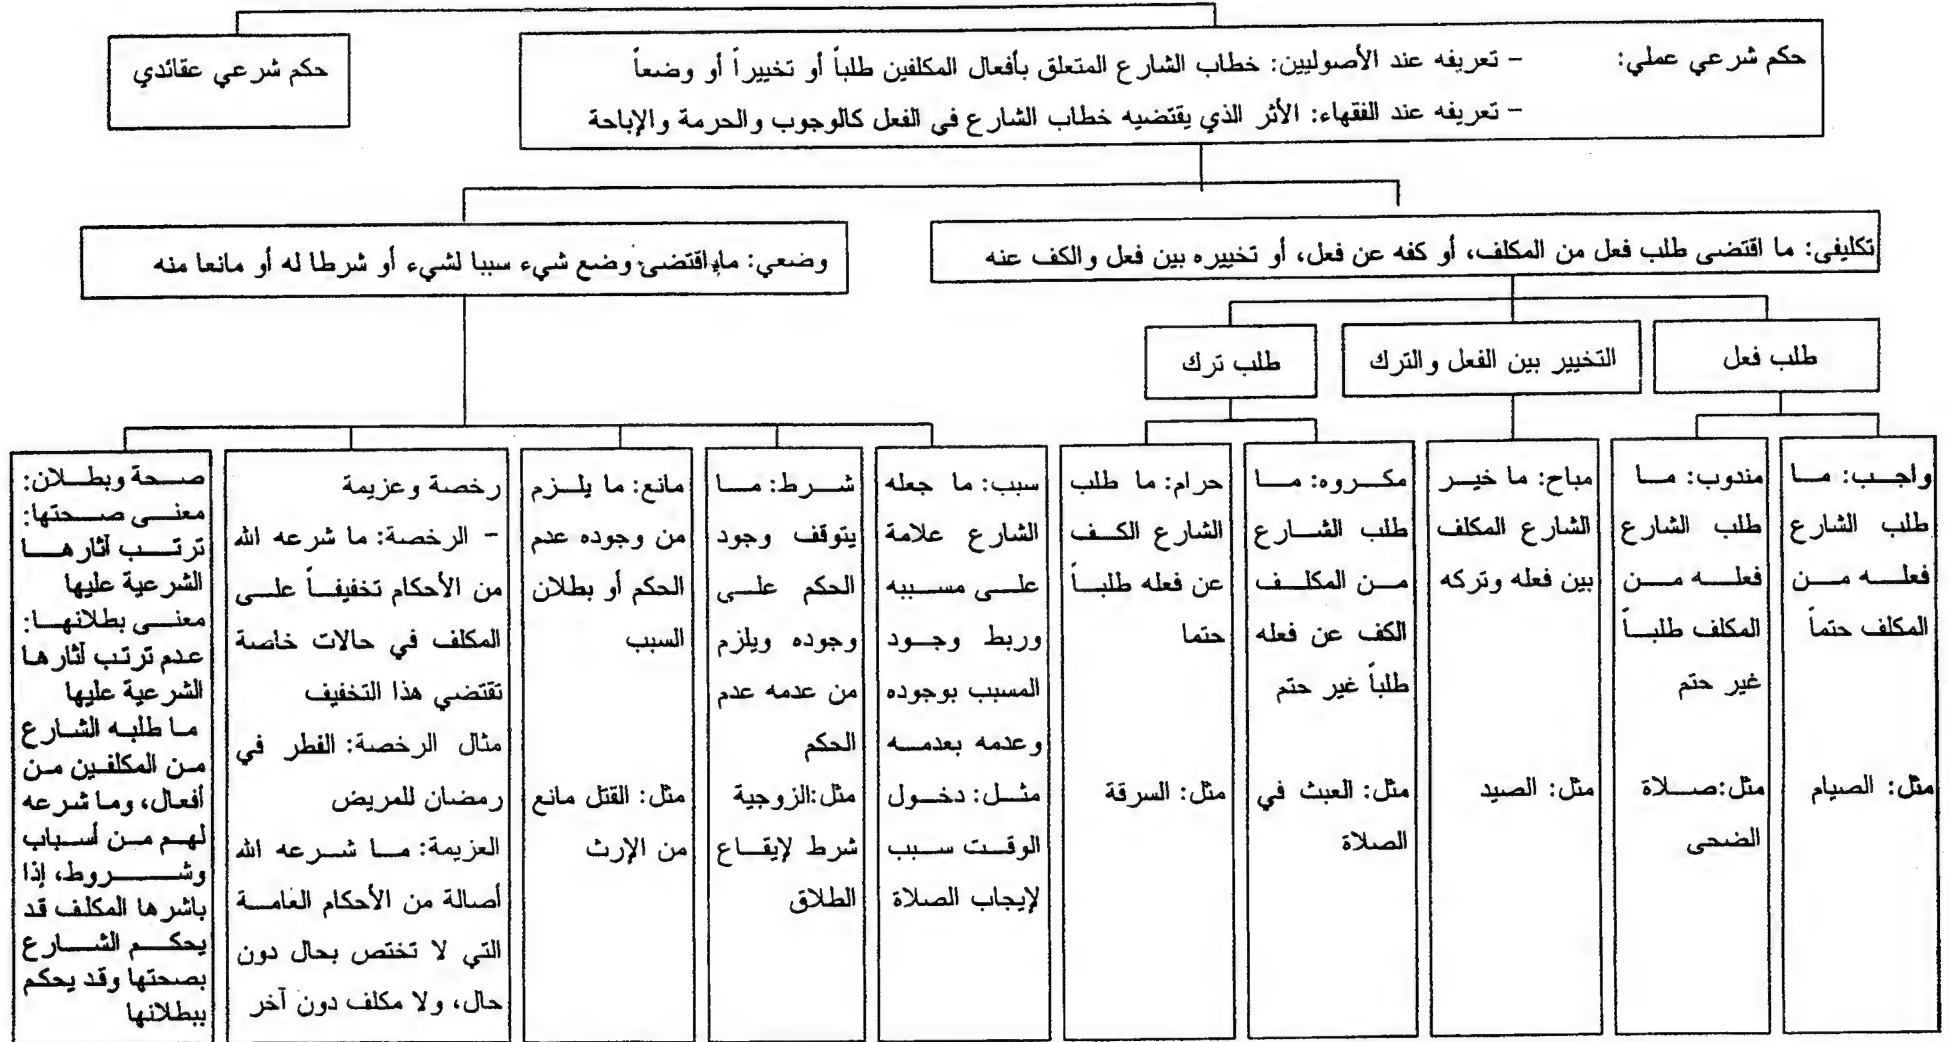 حكم شرعي عملي:
– تعريفه عند الأصوليين: خطاب الشارع المتعلق بأفعال المكلفين طلباً أو تخييراً أو وضعاً
– تعريفه عند الفقهاء: الأثر الذي يقتضيه خطاب الشارع في الفعل كالوجوب والحرمة والإباحة
حكم شرعي عقائدي
تكليفي: ما اقتضى طلب فعل من المكلف، أو كفه عن فعل، أو تخييره بين فعل والكف عنه
وضعي: ما اقتضى وضع شيء سببا لشيء أو شرطا له أو مانعا منه
طلب فعل
التخيير بين الفعل والترك
طلب ترك
واجب: ما
طلب الشارع
فعله من
المكلف حتماً
مثل: الصيام
مندوب: ما
طلب الشارع
فعله من
المكلف طلباً
غير حتم
مثل:صلاة
الضحى
مباح: ما خير
الشارع المكلف
بين فعله وتركه
مثل: الصيد
مكروه: ما
طلب الشارع
من المكلف
الكف عن فعله
طلباً غير حتم
مثل: العبث في
الصلاة
حرام: ما طلب
الشارع الكف
عن فعله طلباً
حتما
مثل: السرقة
سبب: ما جعله
الشارع علامة
على مسببه
وربط وجود
المسبب بوجوده
وعدمه بعدمه
مثل: دخول
الوقت سبب
لإيجاب الصلاة
شرط: ما
يتوقف وجود
الحكم على
وجوده ويلزم
من عدمه عدم
الحكم
مثل:الزوجية
شرط لإيقاع
الطلاق
مانع: ما يلزم
من وجوده عدم
الحكم أو بطلان
السبب
مثل: القتل مانع
من الإرث
رخصة وعزيمة
– الرخصة: ما شرعه الله
من الأحكام تخفيفاً على
المكلف في حالات خاصة
تقتضي هذا التخفيف
مثال الرخصة: الفطر في
رمضان للمريض
العزيمة: ما شرعه الله
أصالة من الأحكام العامة
التي لا تختص بحال دون
حال، ولا مكلف دون آخر
صحة وبطلان:
معنى صحتها:
ترتب آثارها
الشرعية عليها
معنى بطلانها:
عدم ترتب آثارها
الشرعية عليها
ما طلبه الشارع
من المكلفين من
أفعال، وما شرعه
لهم من أسباب
وشروط، إذا
باشرها المكلف قد
يحكم الشارع
بصحتها وقد يحكم
ببطلانها